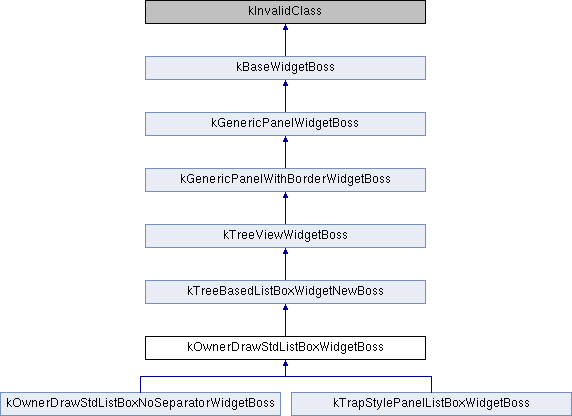 kInvalidClass
kBaseWidgetBoss
kGenericPanelWidgetBoss
kGenericPanelWithBorderWidgetBoss
kTreeViewWidgetBoss
kTreeBasedListBoxWidgetNewBoss
kOwnerDrawStdListBoxWidgetBoss
kOwnerDrawStdListBoxNoSeparatorWidgetBoss
kTrapStylePanelListBoxWidgetBoss